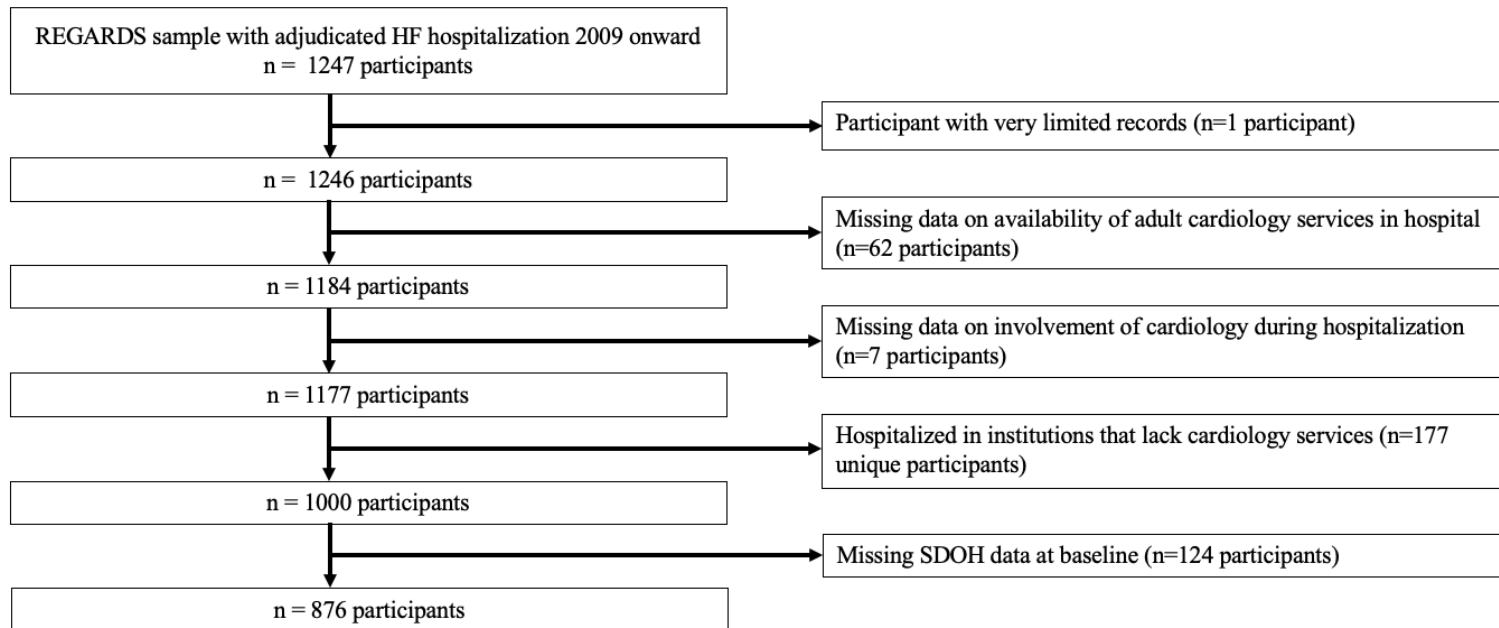 REGARDS sample with adjudicated HF hospitalization 2009 onward
n = 1247 participants
Participant with very limited records (n=1 participant)
n = 1246 participants
Missing data on availability of adult cardiology services in hospital
(n=62 participants)
n = 1184 participants
Missing data on involvement of cardiology during hospitalization
(n=7 participants)
n = 1177 participants
Hospitalized in institutions that lack cardiology services (n=177
unique participants)
n = 1000 participants
Missing SDOH data at baseline (n=124 participants)
n = 876 participants